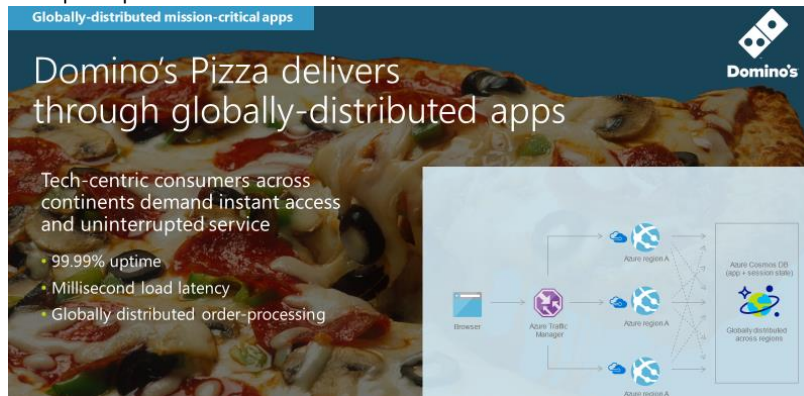 Globally-distributed mission-critical apps
Domino's
Domino's Pizza delivers
through globally-distributed apps
Tech-centric consumers across
continents demand instant access
and uninterrupted service
• 99.99% uptime
• Millisecond load latency
• Globally distributed order-processing
Browser
Azure Traffic
Manager
Azure region A
Azure region A
Azure region A
Azure Cosmos DB
(app + session state)
Globally distributed
across regions